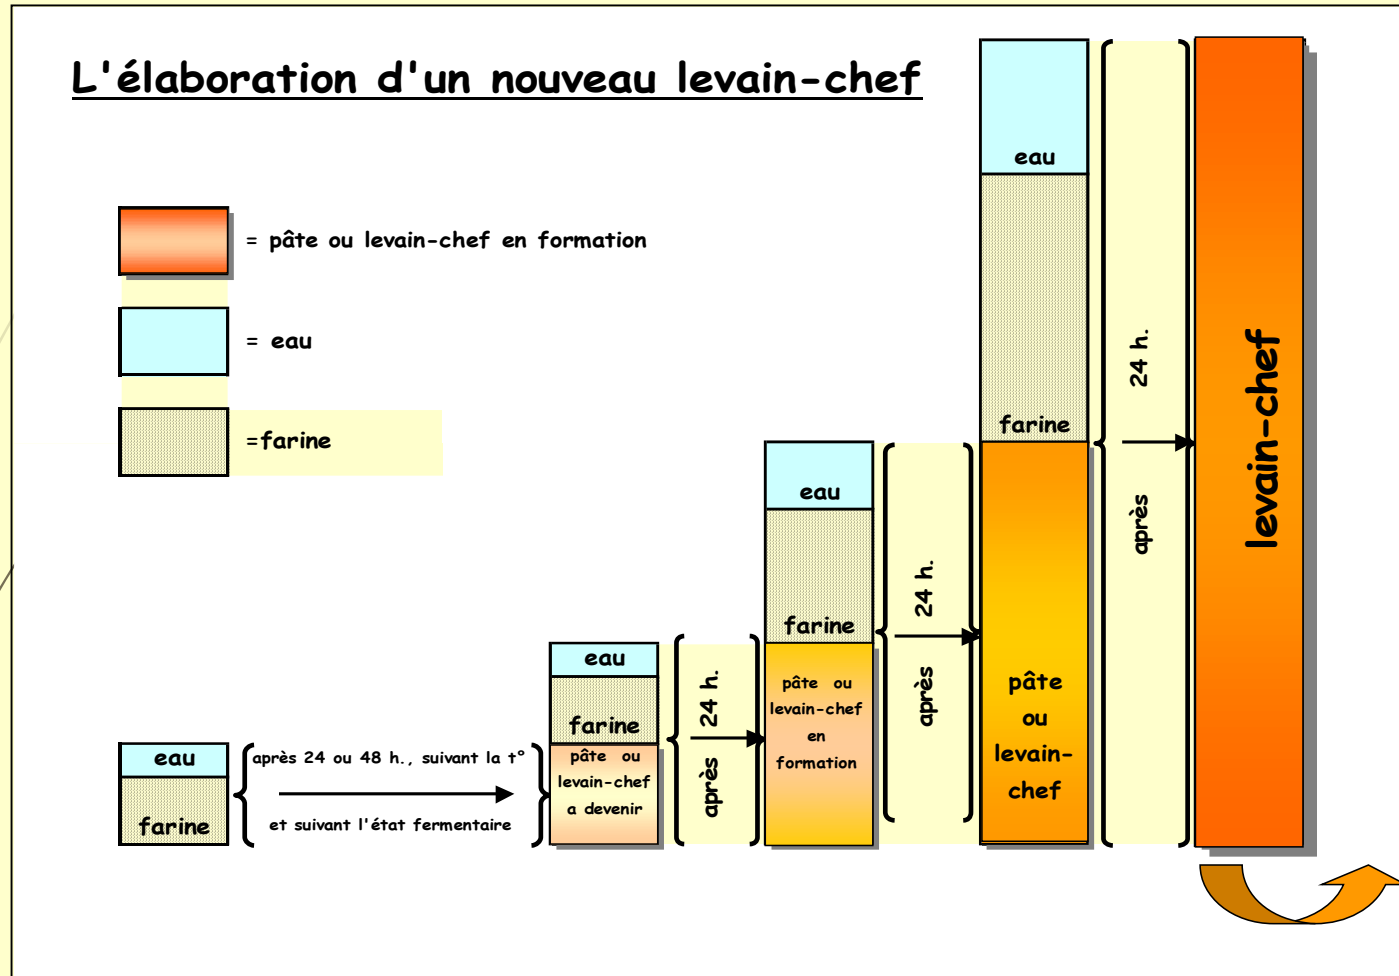 L'élaboration d'un nouveau levain-chef
= pâte ou levain-chef en formation
= eau
=farine
eau
farine
après 24 ou 48 h., suivant la t°
et suivant l'état fermentaire
eau
farine
pâte ou
levain-chef
a devenir
après 24 h.
eau
farine
pâte ou
levain-chef
en
formation
après 24 h.
eau
farine
pâte
ou
levain-
chef
après 24 h.
levain-chef